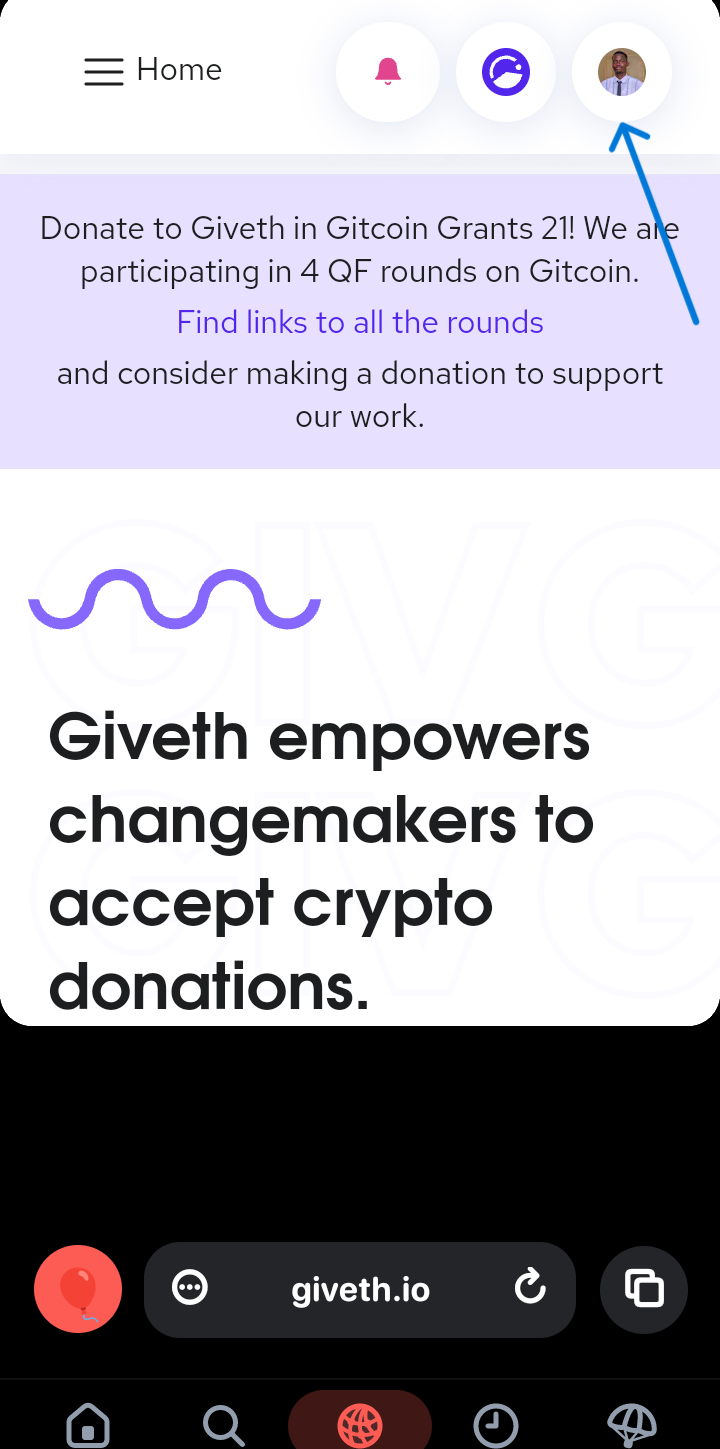 Home
Donate to Giveth in Gitcoin Grants 21! We are
participating in 4 QF rounds on Gitcoin.
Find links to all the rounds
and consider making a donation to support
our work.
GIVG
Giveth empowers
changemakers to
GIVG
accept crypto
donations.
giveth.io